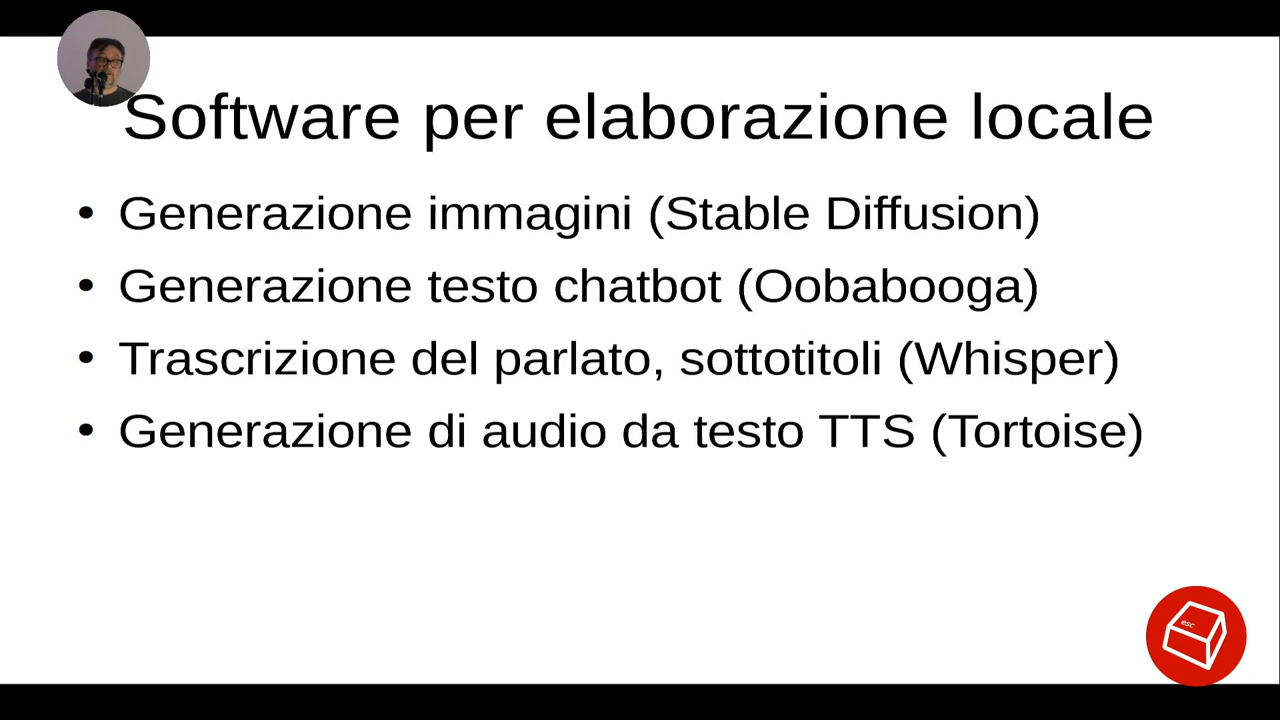 Software per elaborazione locale
• Generazione immagini (Stable Diffusion)
• Generazione testo chatbot (Oobabooga)
• Trascrizione del parlato, sottotitoli (Whisper)
• Generazione di audio da testo TTS (Tortoise)
esc